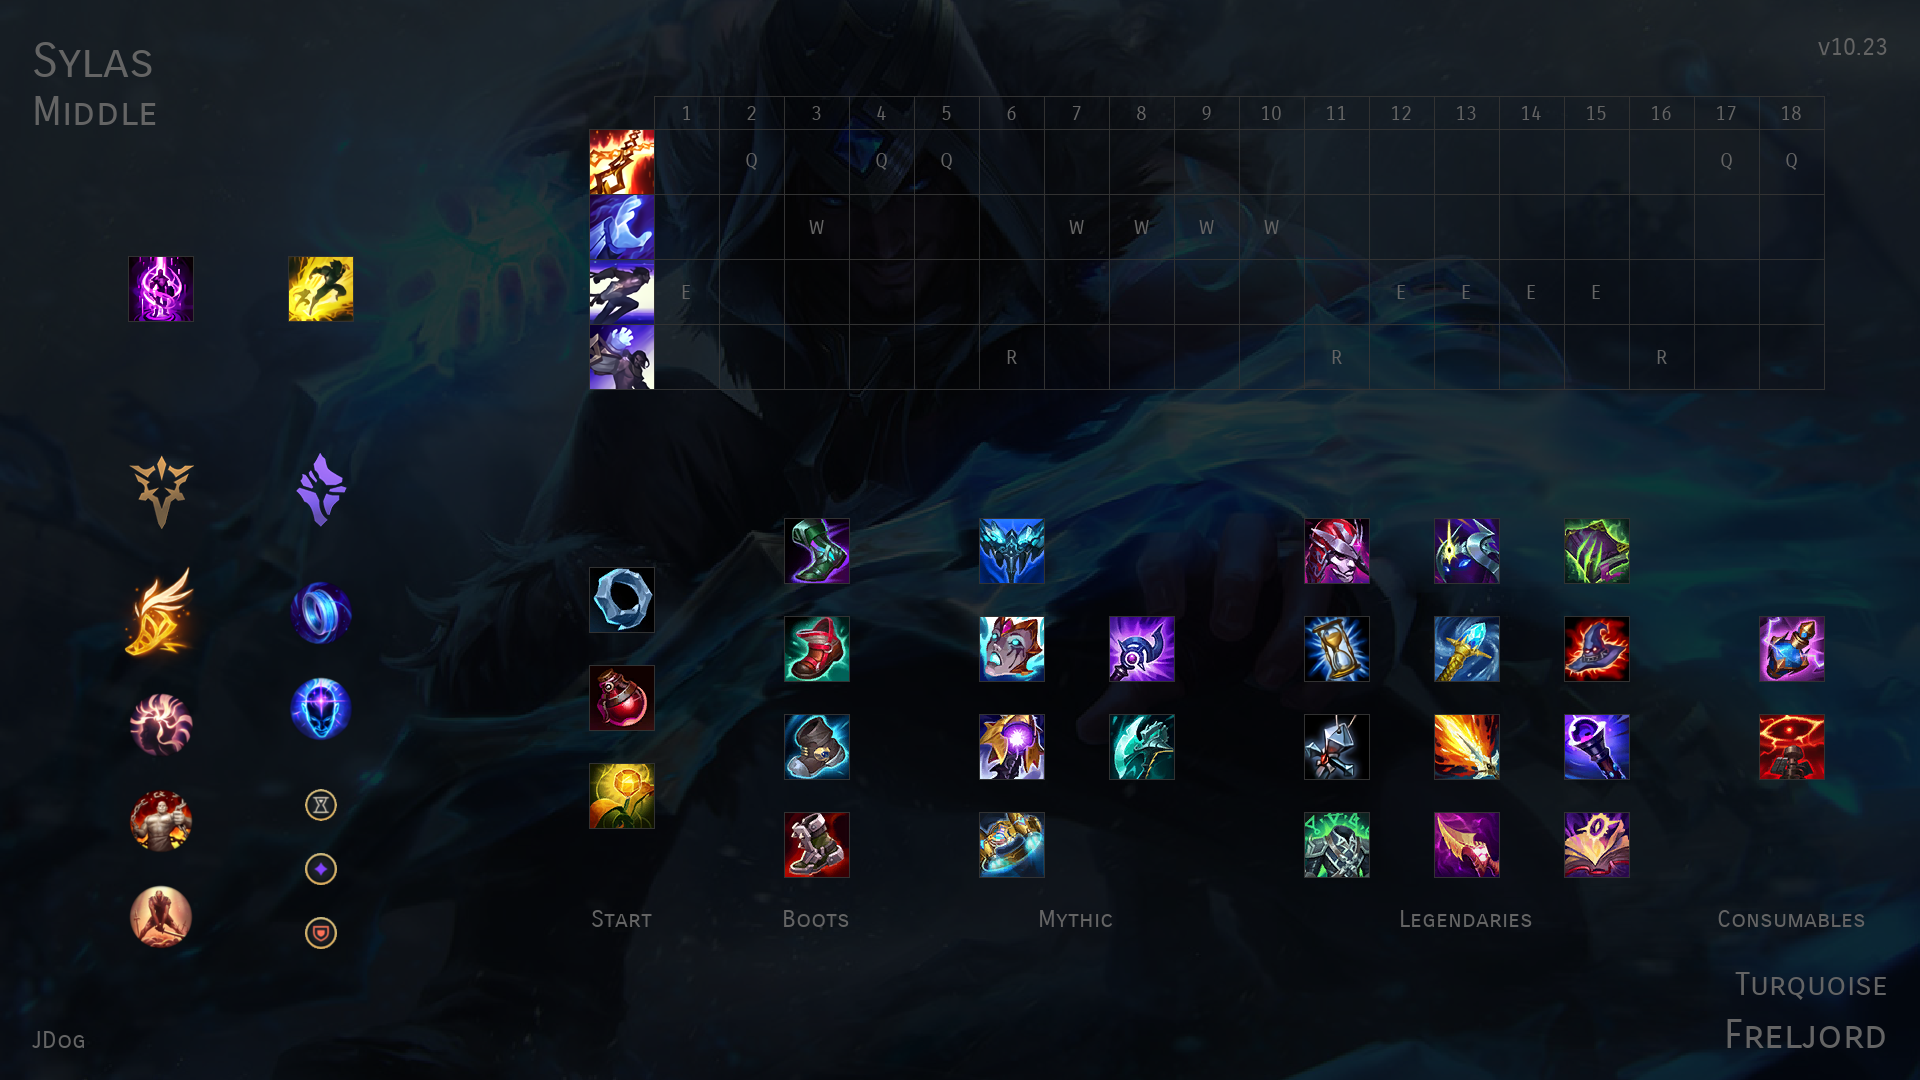 Sylas
Middle
v10.23
1 2 3 4 5 6 7 8 9 10 11 12 13 14 15 16 17 18
Q Q Q Q Q
W W W W W
E E E E E
R R R
Start Boots Mythic Legendaries Consumables
Turquoise
Freljord
JDog